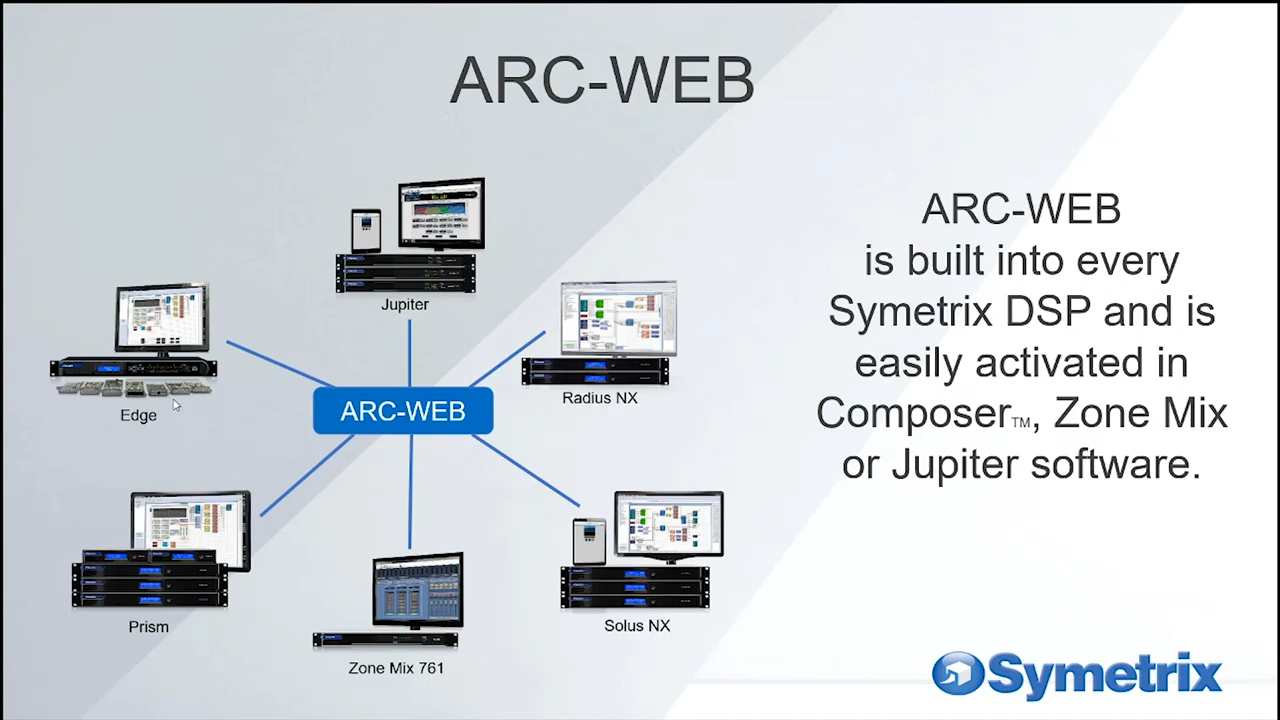 ARC-WEB
ARC-WEB
is built into every
Symetrix DSP and is
easily activated in
Composer™, Zone Mix
or Jupiter software.
Jupiter
Edge
ARC-WEB
Radius NX
Prism
Zone Mix 761
Solus NX
Symetrix